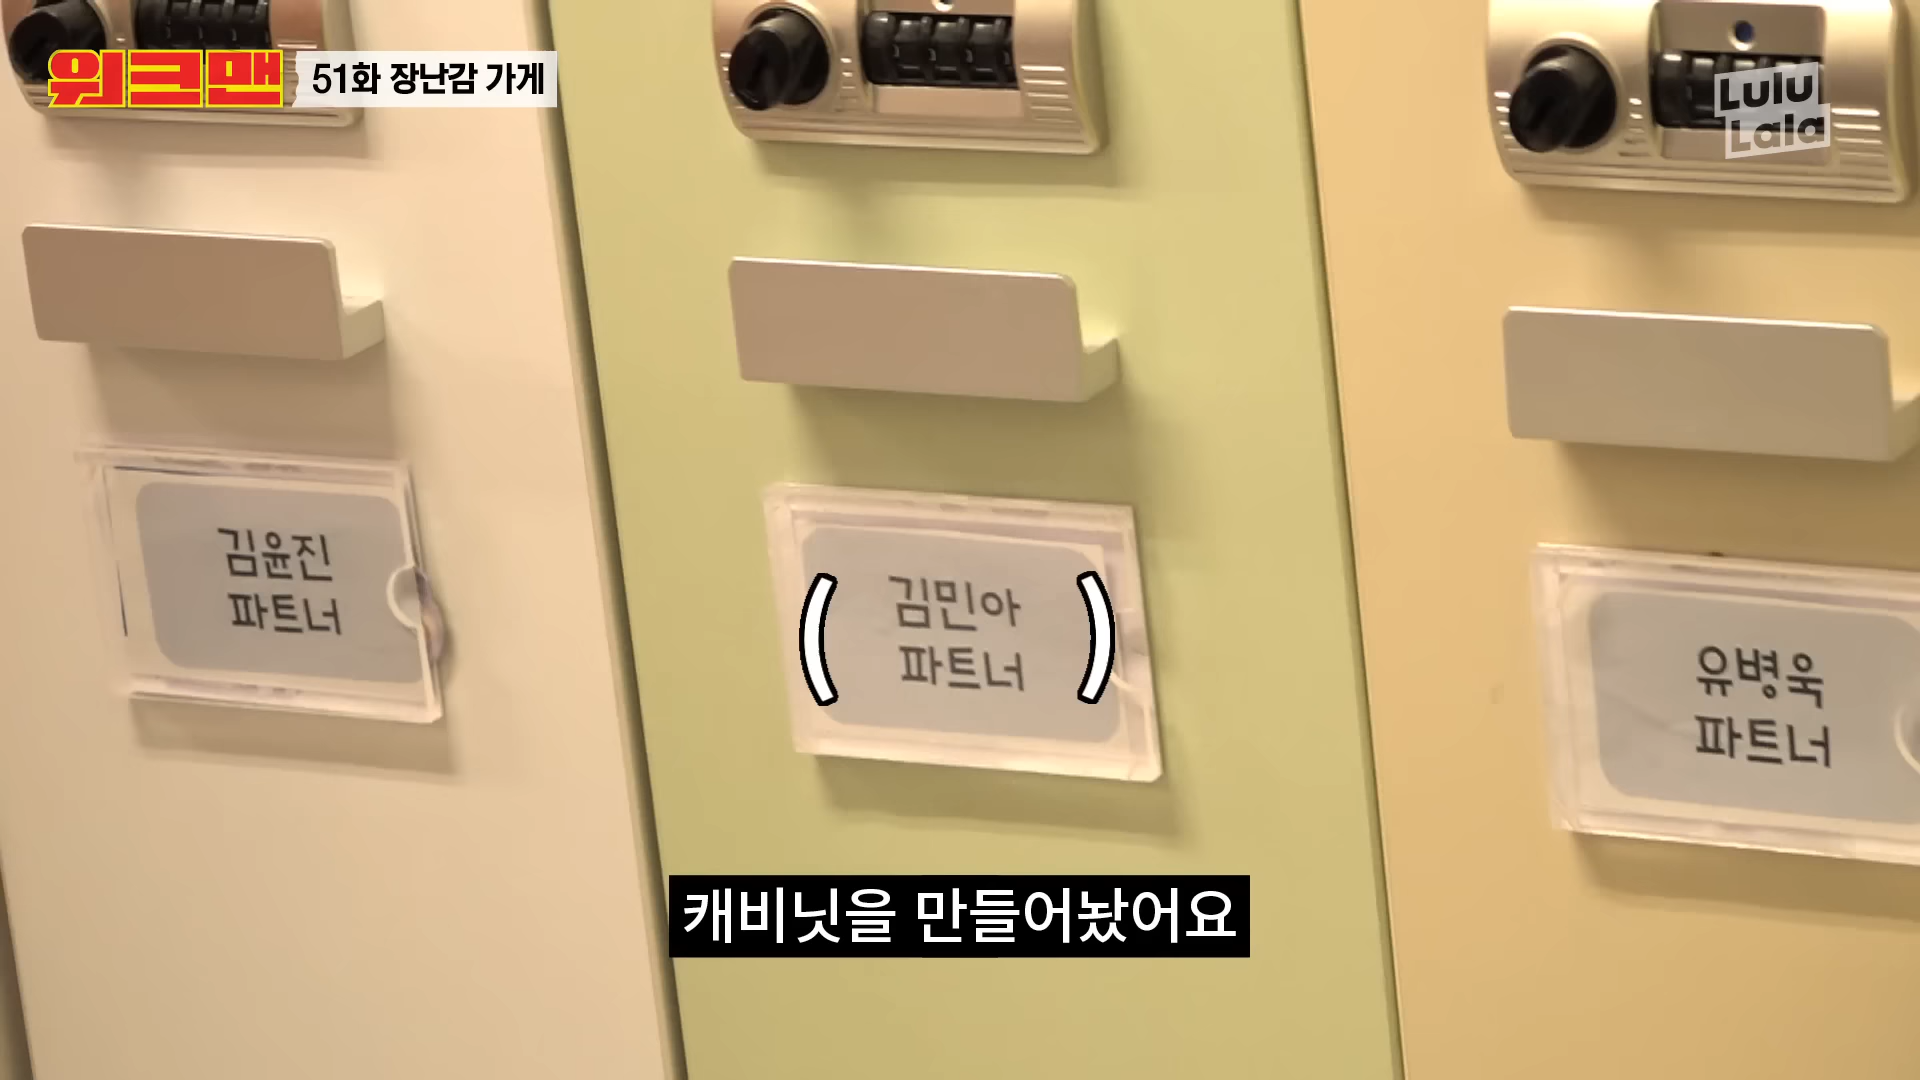 워크맨
51화 장난감 가게
LULU
Lala
김윤진
파트너
( 김민아
파트너 )
유병욱
파트너
캐비닛을 만들어놨어요